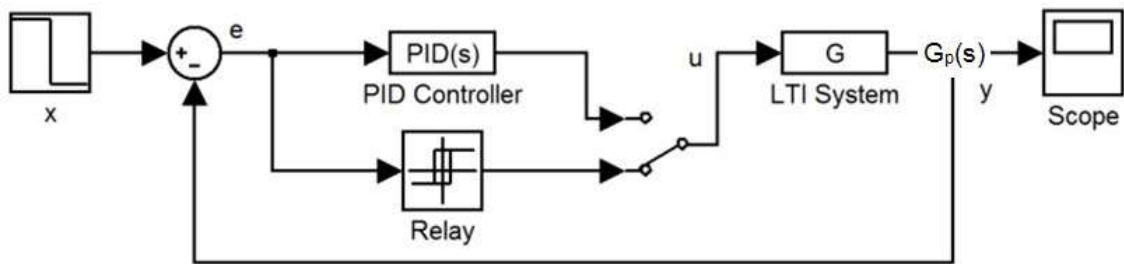 e
PID(s)
PID Controller
x
Relay
u
G
LTI System
Gₚ(s)
y
Scope